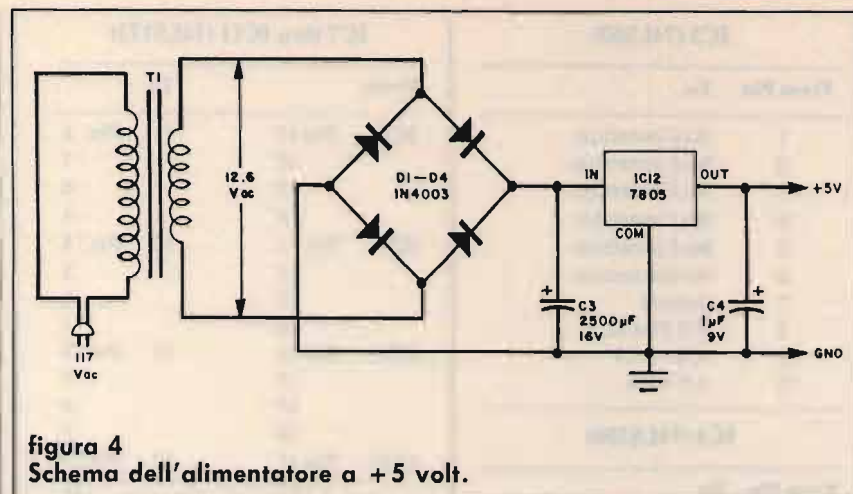 T1
12.6
Vac
117
Vac
D1-D4
1N4003
IN
IC12
7805
OUT
COM
+5V
C3
2500µF
16V
C4
1µF
9V
GND
figura 4
Schema dell'alimentatore a +5 volt.